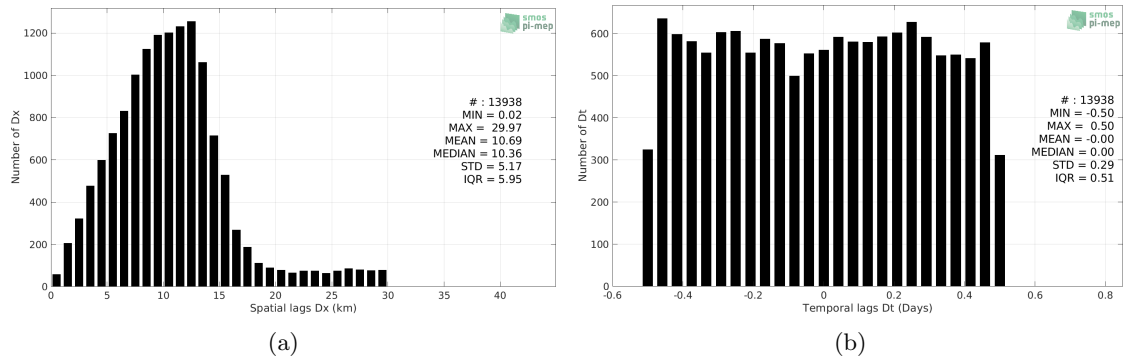 smos
pi-mep
1200
1000
800
600
400
200
0
Number of Dx
# : 13938
MIN = 0.02
MAX = 29.97
MEAN = 10.69
MEDIAN = 10.36
STD = 5.17
IQR = 5.95
0 5 10 15 20 25 30 35 40
Spatial lags Dx (km)
(a)
smos
pi-mep
600
500
400
300
200
100
0
Number of Dt
# : 13938
MIN = -0.50
MAX = 0.50
MEAN = -0.00
MEDIAN = 0.00
STD = 0.29
IQR = 0.51
-0.6 -0.4 -0.2 0 0.2 0.4 0.6 0.8
Temporal lags Dt (Days)
(b)